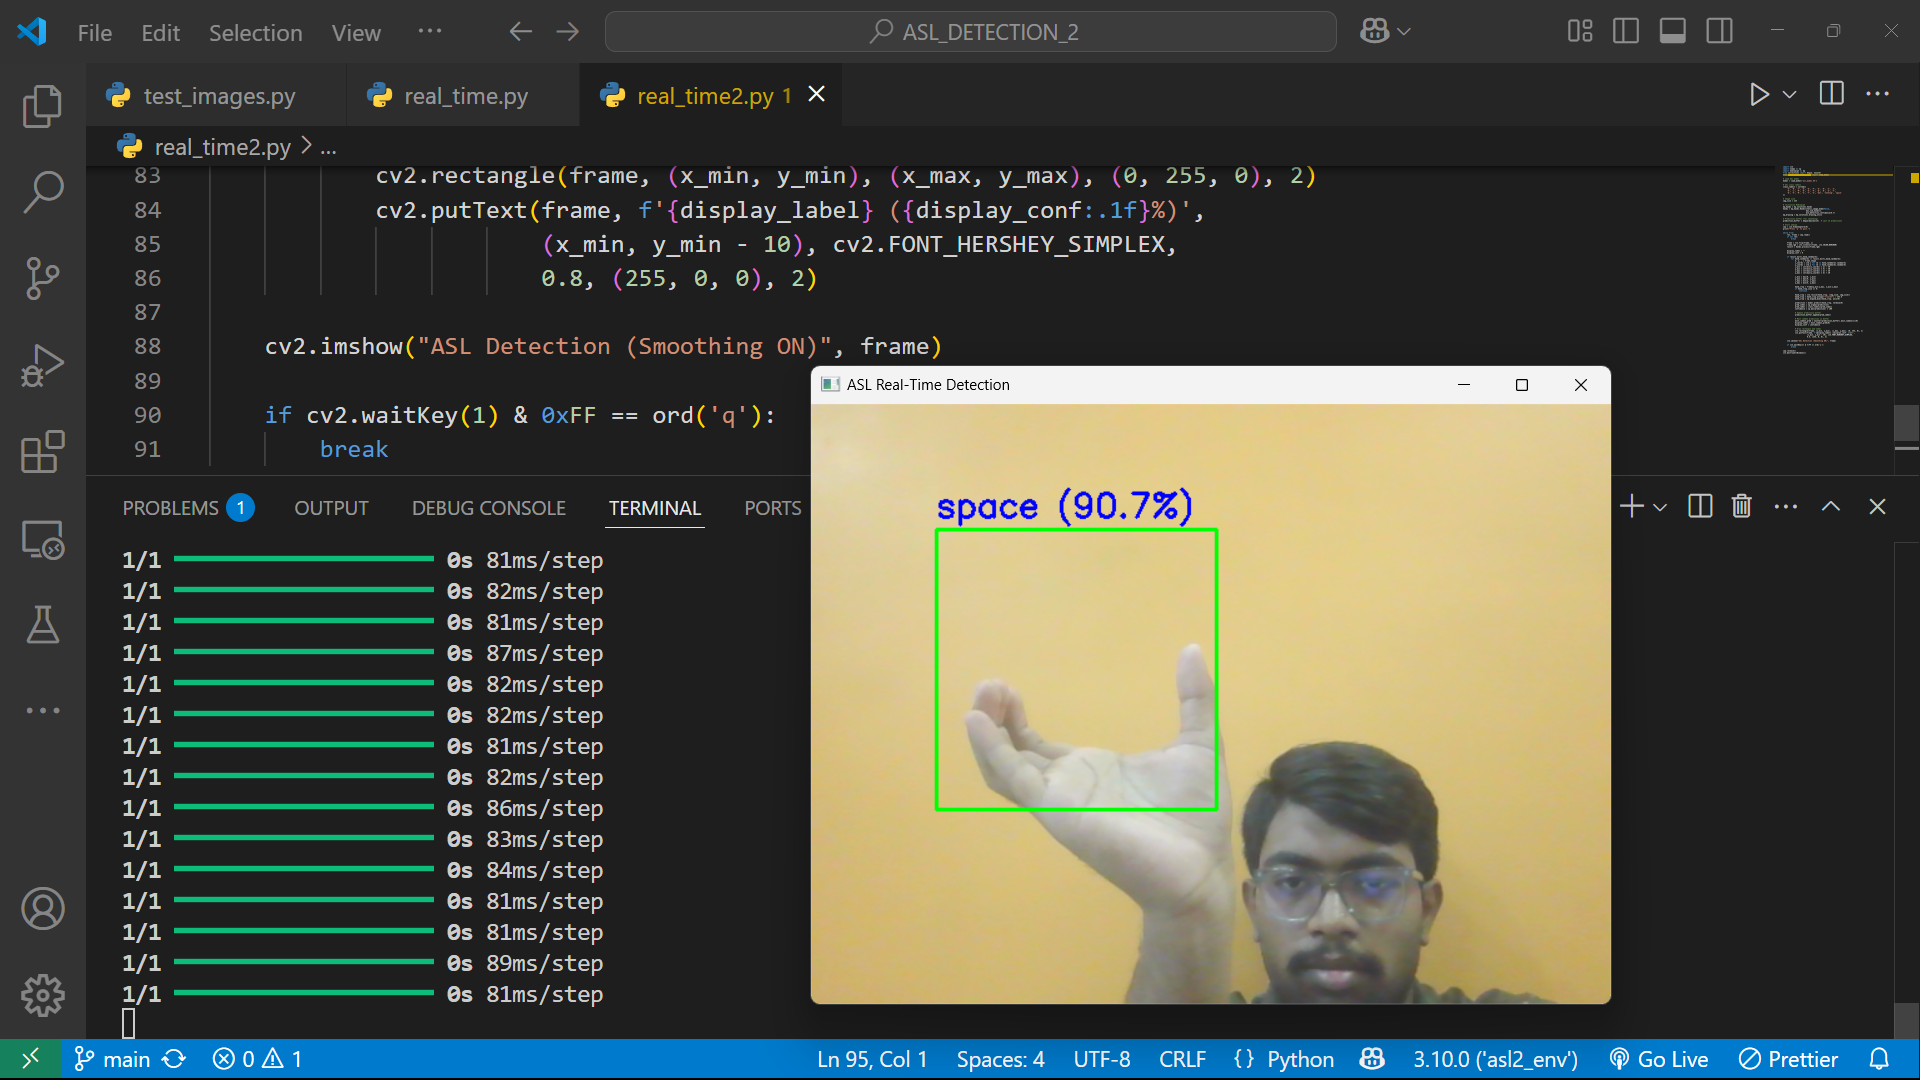 File Edit Selection View ··· ASL_DETECTION_2
test_images.py real_time.py real_time2.py 1
real_time2.py > ...
83 cv2.rectangle(frame, (x_min, y_min), (x_max, y_max), (0, 255, 0), 2)
84 cv2.putText(frame, f'{display_label} ({display_conf:.1f}%)',
85 (x_min, y_min - 10), cv2.FONT_HERSHEY_SIMPLEX,
86 0.8, (255, 0, 0), 2)
87
88 cv2.imshow("ASL Detection (Smoothing ON)", frame)
89
90 if cv2.waitKey(1) & 0xFF == ord('q'):
91 break
PROBLEMS 1 OUTPUT DEBUG CONSOLE TERMINAL PORTS
1/1 0s 81ms/step
1/1 0s 82ms/step
1/1 0s 81ms/step
1/1 0s 87ms/step
1/1 0s 82ms/step
1/1 0s 82ms/step
1/1 0s 81ms/step
1/1 0s 82ms/step
1/1 0s 86ms/step
1/1 0s 83ms/step
1/1 0s 84ms/step
1/1 0s 81ms/step
1/1 0s 81ms/step
1/1 0s 89ms/step
1/1 0s 81ms/step
ASL Real-Time Detection
space (90.7%)
main 0 1 Ln 95, Col 1 Spaces: 4 UTF-8 CRLF {} Python 3.10.0 ('asl2_env') Go Live Prettier